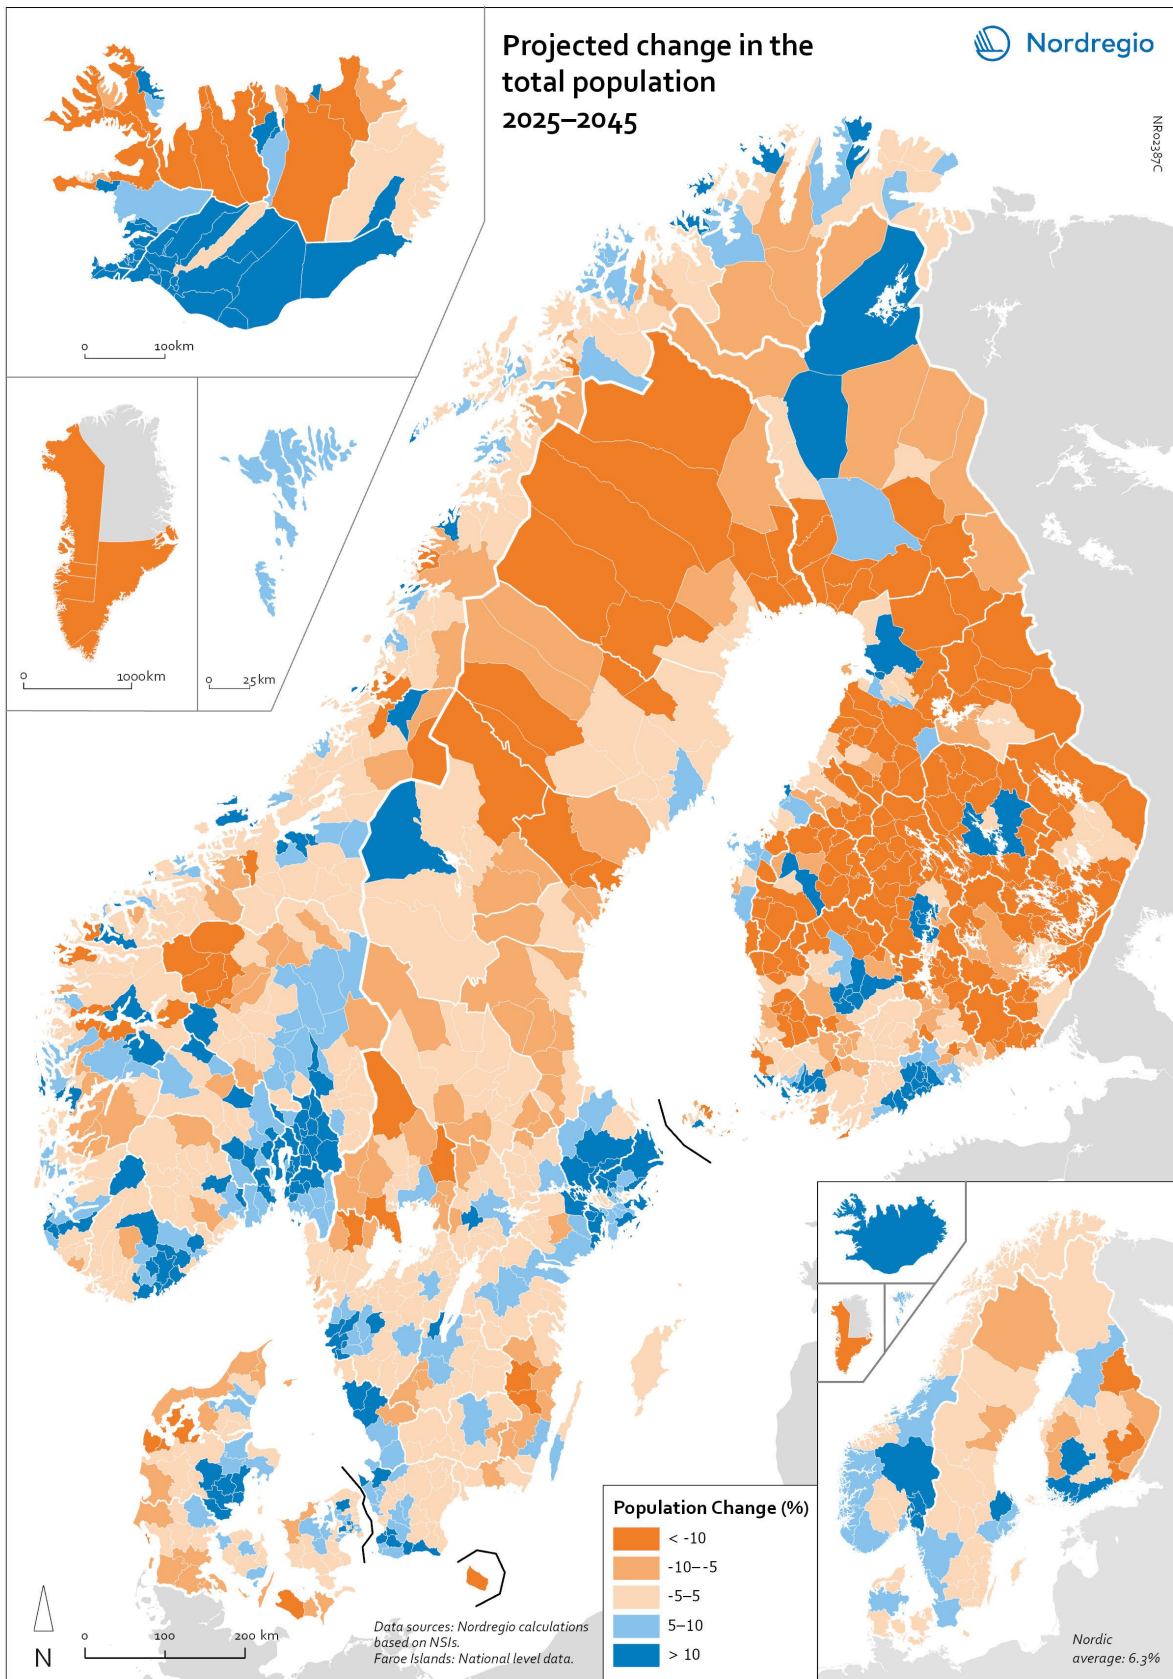 Projected change in the
total population
2025–2045
Nordregio
NR02387C
0 100km
0 1000km
0 25km
Population Change (%)
< -10
-10–-5
-5–5
5–10
> 10
N
0 100 200 km
Data sources: Nordregio calculations
based on NSIs.
Faroe Islands: National level data.
Nordic
average: 6.3%